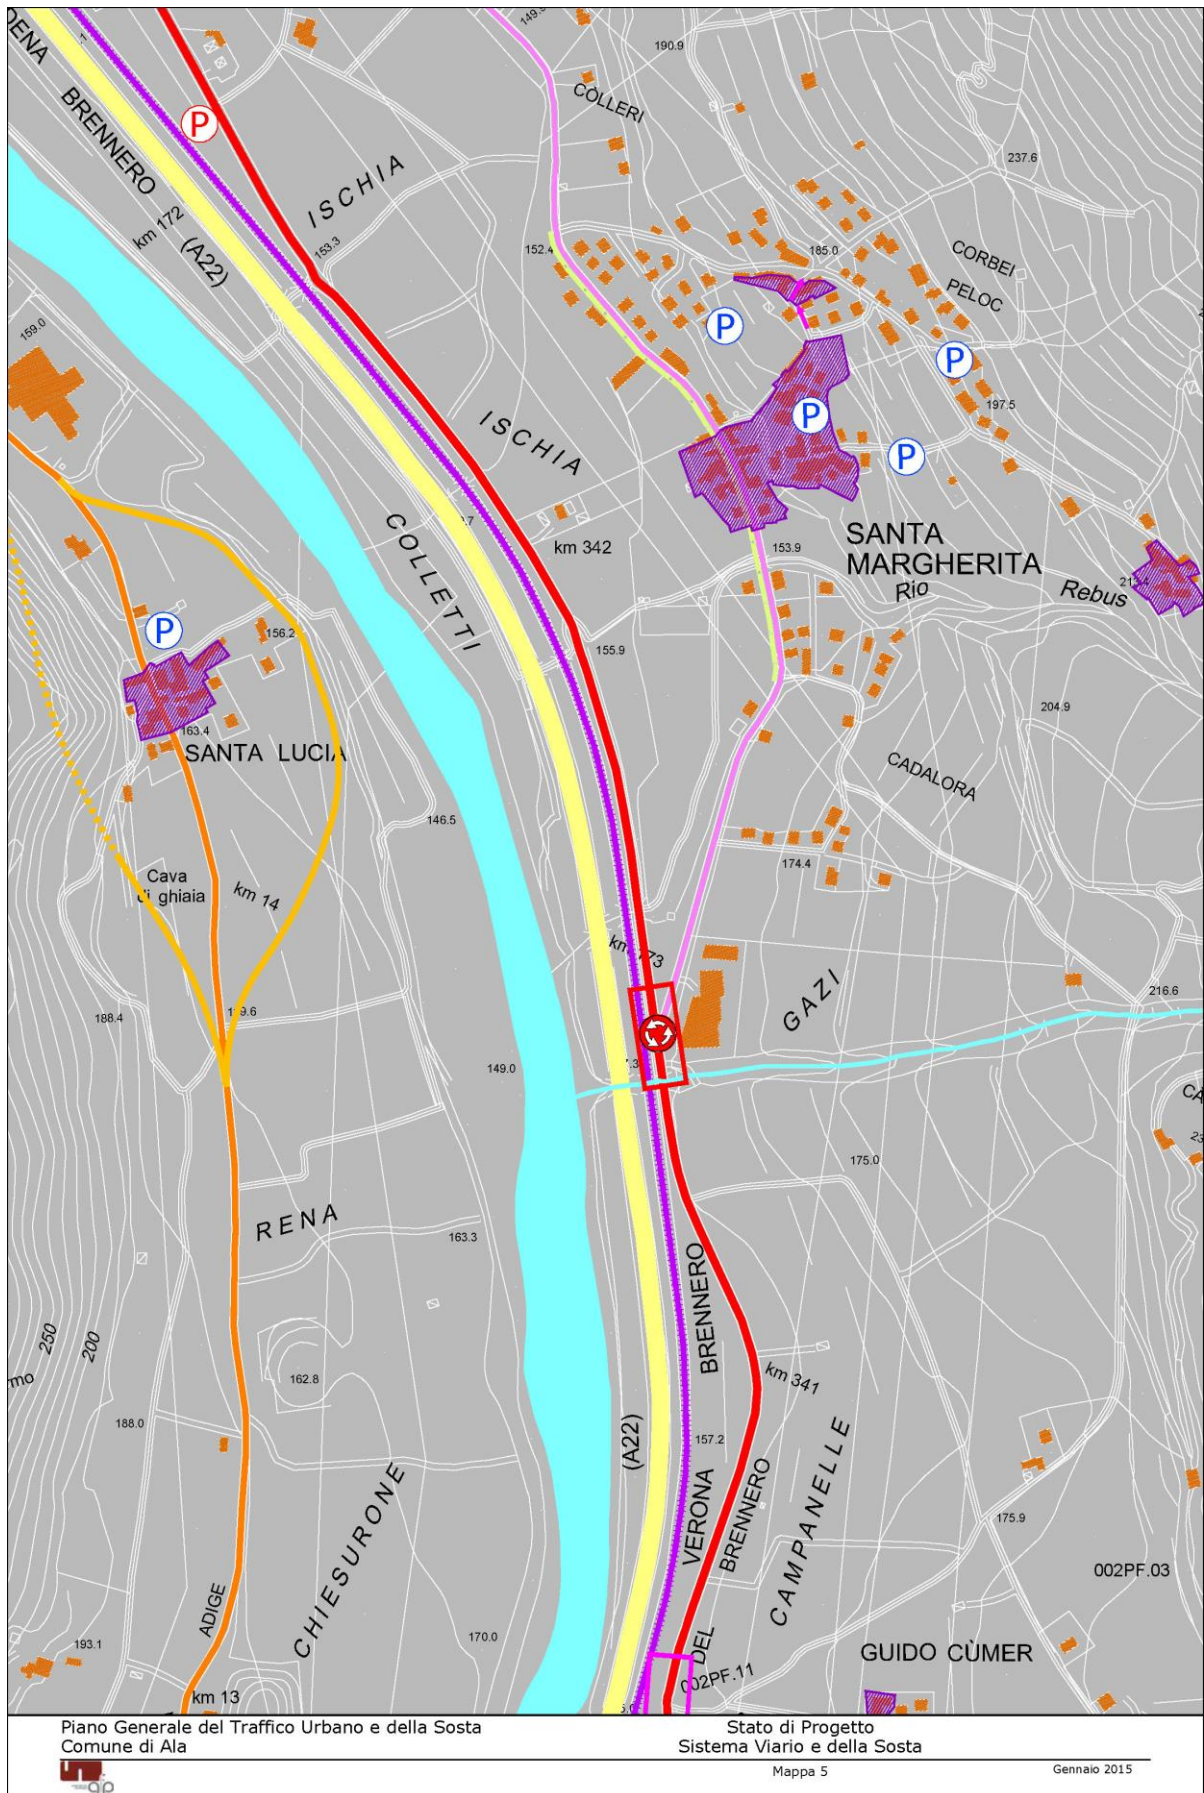 DENA
BRENNERO
km 172
(A22)
P
ISCHIA
153.3
190.9
COLLERI
237.6
152.4
185.0
CORBEI
PELOC
P
P
P
P
197.5
159.0
ISCHIA
km 342
COLLETTI
153.9
SANTA
MARGHERITA
Rio
Rebus
213.4
P
156.2
155.9
163.4
SANTA LUCIA
204.9
CADALORA
146.5
174.4
Cava
di ghiaia
km 14
km 173
GAZI
216.6
188.4
159.6
149.0
175.0
RENA
163.3
BRENNERO
250
200
162.8
km 341
188.0
(A22)
157.2
VERONA
BRENNERO
CAMPANELLE
CHIESURONE
175.9
002PF.03
ADIGE
193.1
170.0
DEL
GUIDO CÙMER
km 13
002PF.11
Piano Generale del Traffico Urbano e della Sosta
Comune di Ala
Stato di Progetto
Sistema Viario e della Sosta
Mappa 5
Gennaio 2015